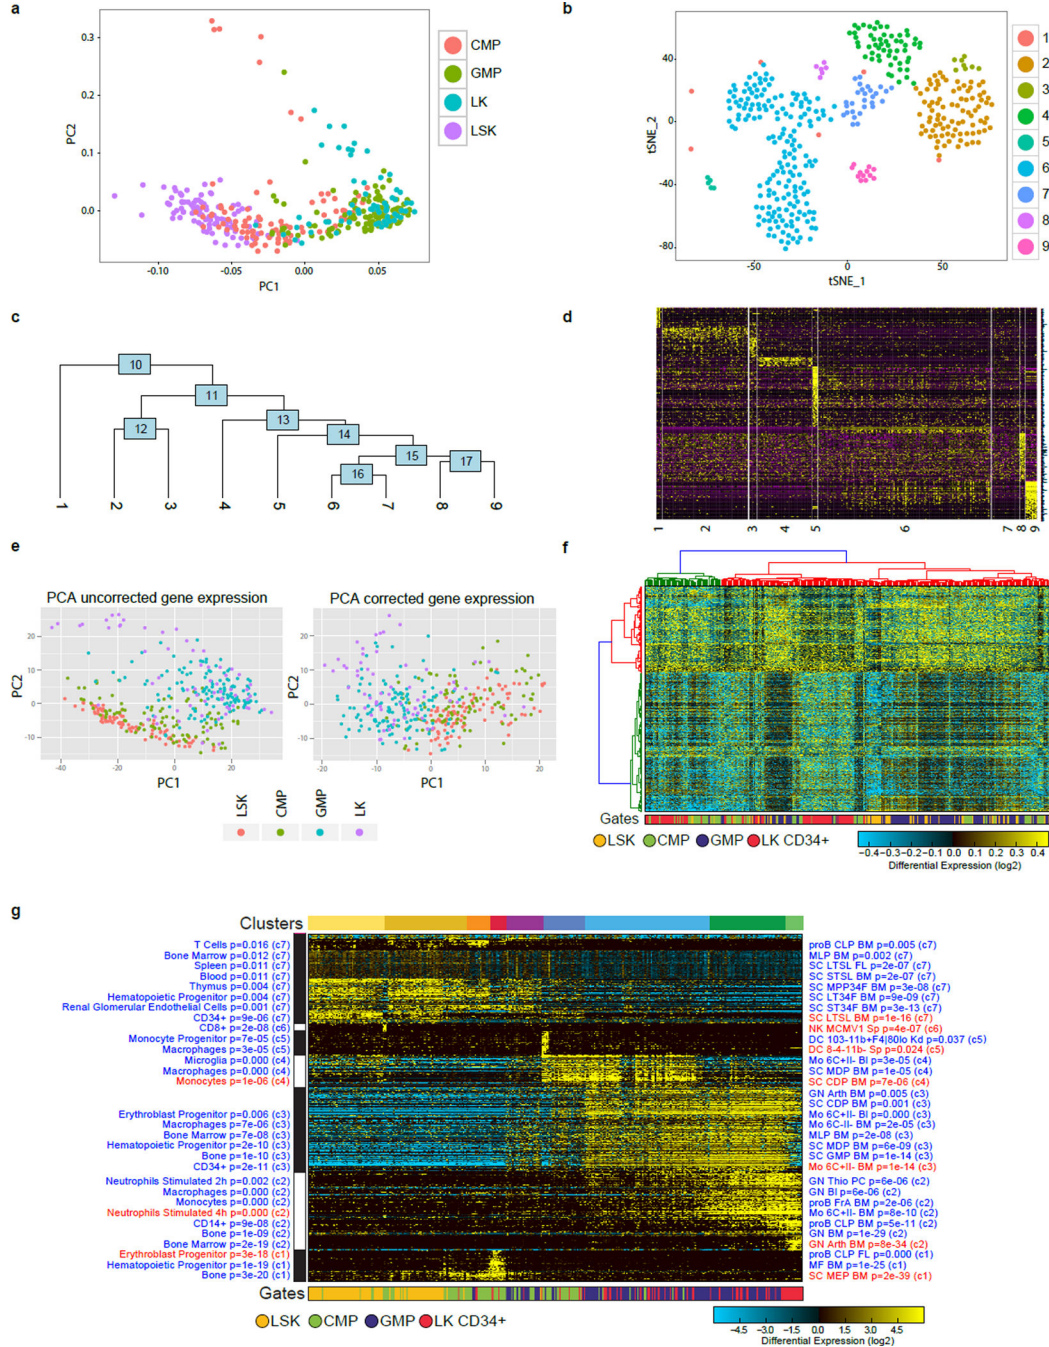 a
0.3
0.2
0.1
0.0
PC2
-0.10
-0.05
0.00
0.05
PC1
CMP
GMP
LK
LSK
b
40
0
-40
-80
tSNE_2
-50
0
50
tSNE_1
1
2
3
4
5
6
7
8
9
c
10
11
12
13
14
15
16
17
1
2
3
4
5
6
7
8
9
d
1
2
3
4
5
6
7
8
9
e
PCA uncorrected gene expression
PC2
20
10
0
-10
-40
-20
0
20
PC1
PCA corrected gene expression
PC2
20
10
0
-10
-20
-10
0
10
20
PC1
LSK
CMP
GMP
LK
LSK
CMP
GMP
LK
f
Gates
LSK CMP GMP LK CD34+
−0.4−0.3−0.2−0.1 0.0 0.1 0.2 0.3 0.4
Differential Expression (log2)
g
Clusters
T Cells p=0.016 (c7)
Bone Marrow p=0.012 (c7)
Spleen p=0.011 (c7)
Blood p=0.011 (c7)
Thymus p=0.004 (c7)
Hematopoietic Progenitor p=0.004 (c7)
Renal Glomerular Endothelial Cells p=0.001 (c7)
CD34+ p=9e-06 (c7)
CD8+ p=2e-08 (c6)
Monocyte Progenitor p=7e-05 (c5)
Macrophages p=3e-05 (c5)
Microglia p=0.000 (c4)
Macrophages p=0.000 (c4)
Monocytes p=1e-06 (c4)
Erythroblast Progenitor p=0.006 (c3)
Macrophages p=7e-06 (c3)
Bone Marrow p=7e-08 (c3)
Hematopoietic Progenitor p=2e-10 (c3)
Bone p=1e-10 (c3)
CD34+ p=2e-11 (c3)
Neutrophils Stimulated 2h p=0.002 (c2)
Macrophages p=0.000 (c2)
Monocytes p=0.000 (c2)
Neutrophils Stimulated 4h p=0.000 (c2)
CD14+ p=9e-08 (c2)
Bone p=1e-09 (c2)
Bone Marrow p=2e-19 (c2)
Erythroblast Progenitor p=3e-18 (c1)
Hematopoietic Progenitor p=1e-19 (c1)
Bone p=3e-20 (c1)
proB CLP BM p=0.005 (c7)
MLP BM p=0.002 (c7)
SC LTSL FL p=2e-07 (c7)
SC STSL BM p=2e-07 (c7)
SC MPP34F BM p=3e-08 (c7)
SC LT34F BM p=9e-09 (c7)
SC ST34F BM p=3e-13 (c7)
SC LTSL BM p=1e-16 (c7)
NK MCMV1 Sp p=4e-07 (c6)
DC 103-11b+F4|80lo Kd p=0.037 (c5)
DC 8-4-11b- Sp p=0.024 (c5)
Mo 6C+II- Bl p=3e-05 (c4)
SC MDP BM p=1e-05 (c4)
SC CDP BM p=7e-06 (c4)
GN Arth BM p=0.005 (c3)
SC CDP BM p=0.001 (c3)
Mo 6C+II- Bl p=0.000 (c3)
Mo 6C-II- BM p=2e-05 (c3)
MLP BM p=2e-08 (c3)
SC MDP BM p=6e-09 (c3)
SC GMP BM p=1e-14 (c3)
Mo 6C+II- BM p=1e-14 (c3)
GN Thio PC p=6e-06 (c2)
GN Bl p=6e-06 (c2)
proB FrA BM p=2e-06 (c2)
Mo 6C+II- BM p=8e-10 (c2)
proB CLP BM p=5e-11 (c2)
GN BM p=1e-29 (c2)
GN Arth BM p=8e-34 (c2)
proB CLP FL p=0.000 (c1)
MF BM p=1e-25 (c1)
SC MEP BM p=2e-39 (c1)
Gates
LSK CMP GMP LK CD34+
−4.5 −3.0 −1.5 0.0 1.5 3.0 4.5
Differential Expression (log2)